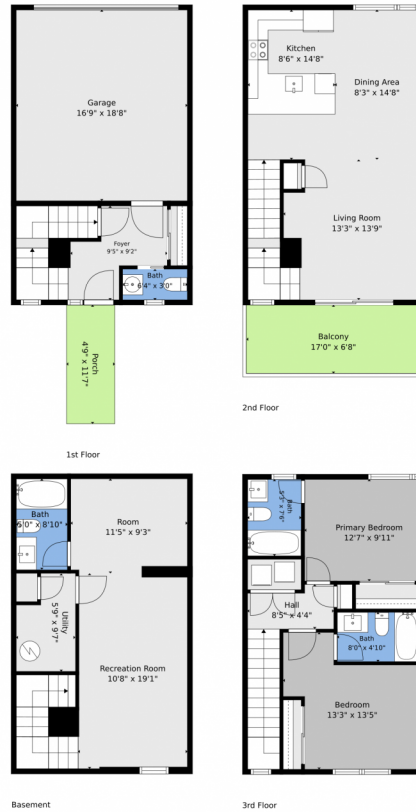 Garage
16'9" x 18'8"
Foyer
9'5" x 9'2"
Bath
6'4" x 3'0"
Porch
4'9" x 11'7"
1st Floor
Kitchen
8'6" x 14'8"
Dining Area
8'3" x 14'8"
Living Room
13'3" x 13'9"
Balcony
17'0" x 6'8"
2nd Floor
Bath
5'0" x 8'10"
Room
11'5" x 9'3"
Utility
5'9" x 9'7"
Recreation Room
10'8" x 19'1"
Basement
Bath
Primary Bedroom
12'7" x 9'11"
Hall
8'5" x 4'4"
Bath
8'0" x 4'10"
Bedroom
13'3" x 13'5"
3rd Floor